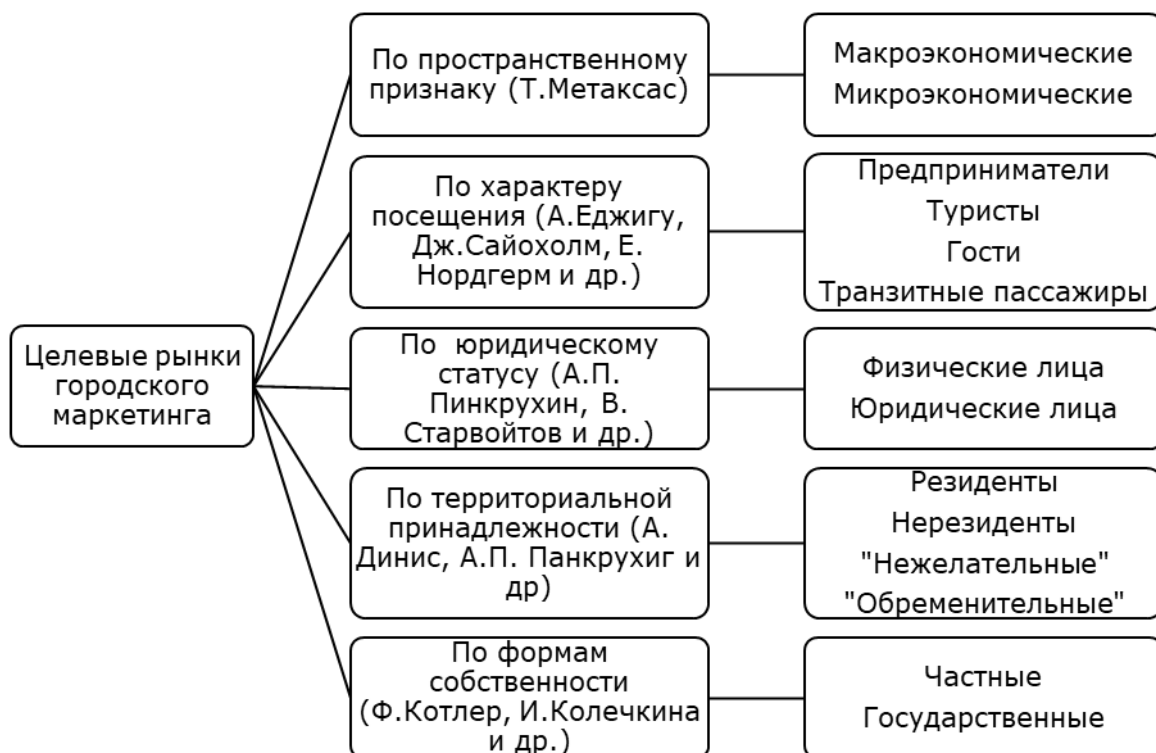 По пространственному
признаку (Т.Метаксас)
Макроэкономические
Микроэкономические
По характеру
посещения (А.Еджигу,
Дж.Сайохолм, Е.
Нордгерм и др.)
Предприниматели
Туристы
Гости
Транзитные пассажиры
Целевые рынки
городского
маркетинга
По юридическому
статусу (А.П.
Пинкрухин, В.
Старвойтов и др.)
Физические лица
Юридические лица
По территориальной
принадлежности (А.
Динис, А.П. Панкрухиг и
др)
Резиденты
Нерезиденты
"Нежелательные"
"Обременительные"
По формам
собственности
(Ф.Котлер, И.Колечкина
и др.)
Частные
Государственные